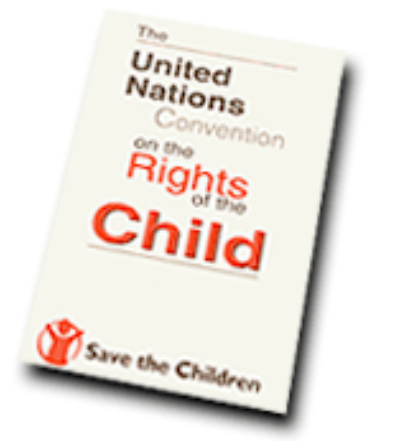 The
United
Nations
Convention
on the
Rights
of the
Child
Save the Children